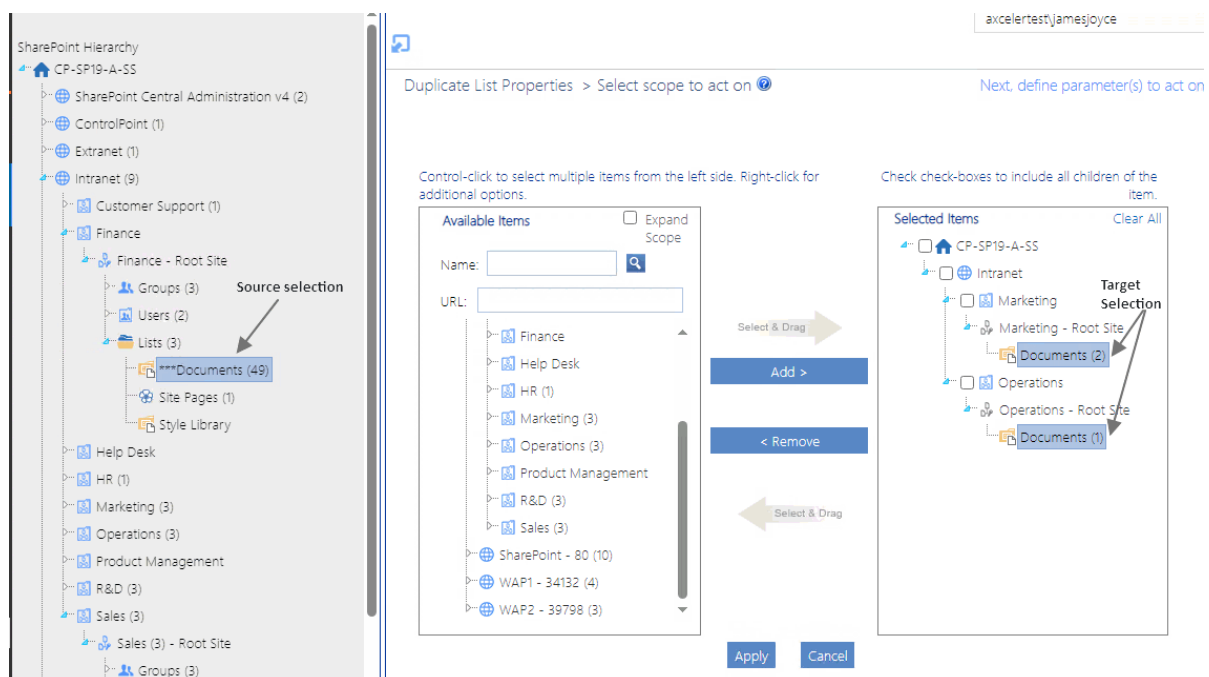 axcelertest\jamesjoyce
SharePoint Hierarchy
CP-SP19-A-SS
SharePoint Central Administration v4 (2)
ControlPoint (1)
Extranet (1)
Intranet (9)
Customer Support (1)
Finance
Finance - Root Site
Groups (3)
Source selection
Users (2)
Lists (3)
***Documents (49)
Site Pages (1)
Style Library
Help Desk
HR (1)
Marketing (3)
Operations (3)
Product Management
R&D (3)
Sales (3)
Sales (3) - Root Site
Groups (3)
Duplicate List Properties > Select scope to act on
Next, define parameter(s) to act on
Control-click to select multiple items from the left side. Right-click for
additional options.
Available Items
Expand
Scope
Name:
URL:
Finance
Help Desk
HR (1)
Marketing (3)
Operations (3)
Product Management
R&D (3)
Sales (3)
SharePoint - 80 (10)
WAP1 - 34132 (4)
WAP2 - 39798 (3)
Select & Drag
Add >
< Remove
Select & Drag
Check check-boxes to include all children of the
item.
Selected Items
Clear All
CP-SP19-A-SS
Intranet
Target
Selection
Marketing
Marketing - Root Site
Documents (2)
Operations
Operations - Root Site
Documents (1)
Apply
Cancel